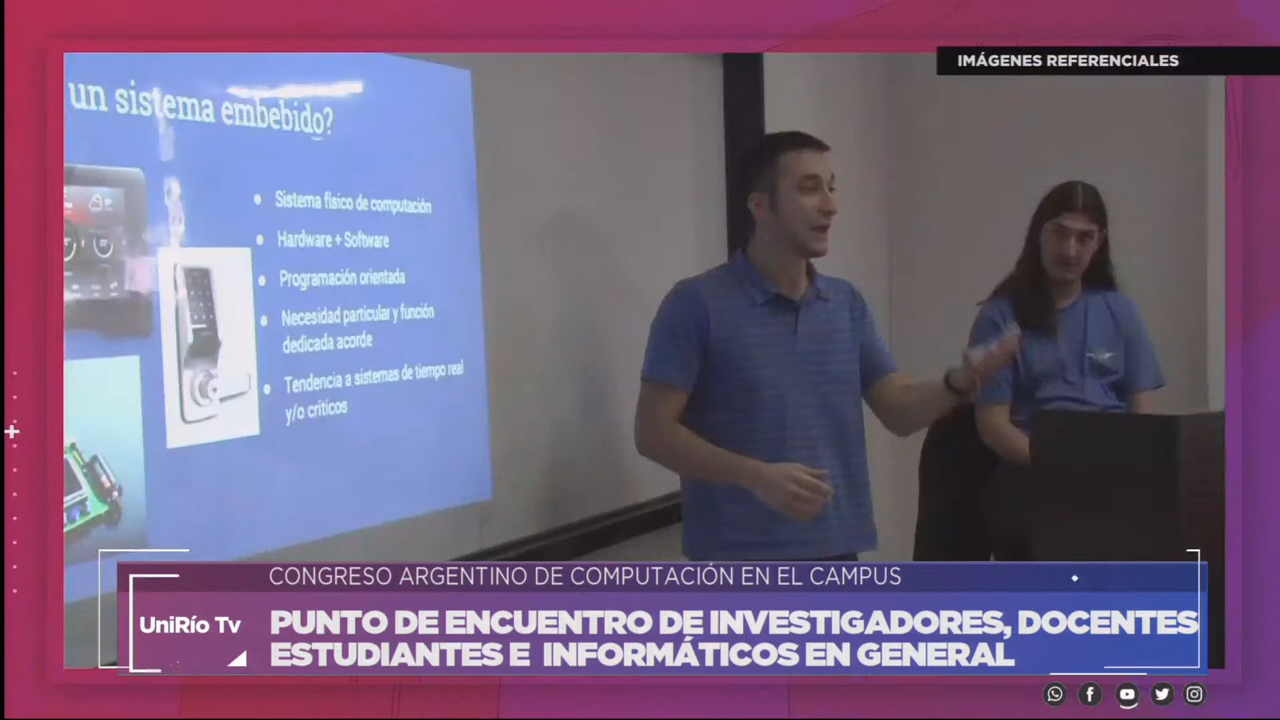 IMÁGENES REFERENCIALES
un sistema embebido?
Sistema físico de computación
Hardware + Software
Programación orientada
Necesidad particular y función
dedicada acorde
Tendencia a sistemas de tiempo real
y/o críticos
CONGRESO ARGENTINO DE COMPUTACIÓN EN EL CAMPUS
UniRío Tv
PUNTO DE ENCUENTRO DE INVESTIGADORES, DOCENTES
ESTUDIANTES E INFORMÁTICOS EN GENERAL